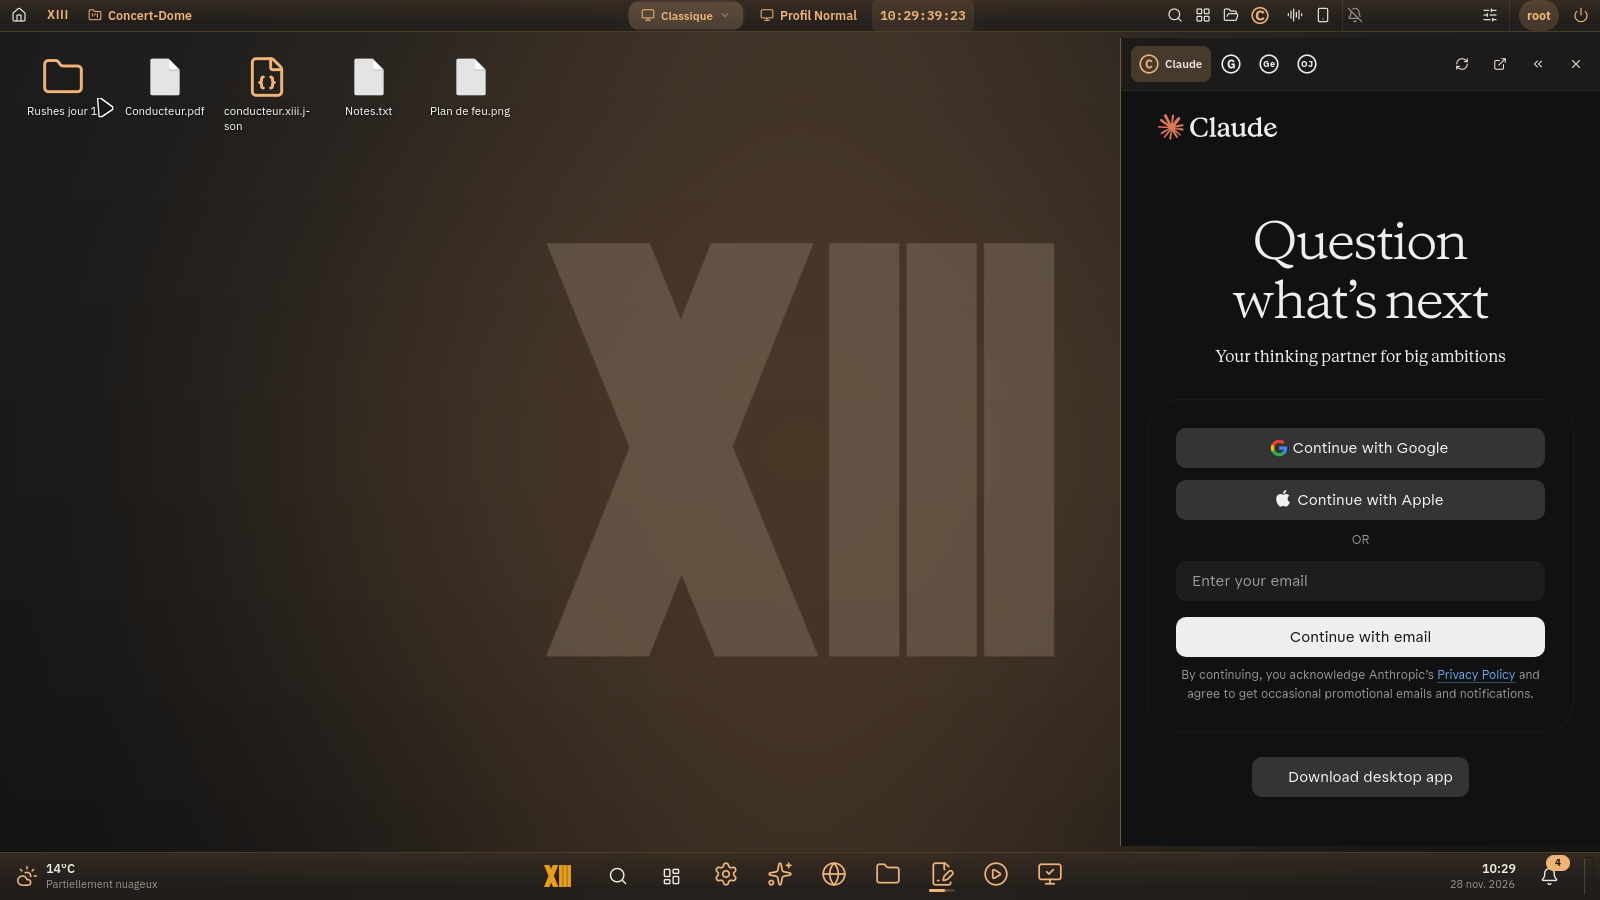 XIII
Concert-Dome
Classique
Profil Normal
10:29:39:23
root
Rushes jour 1
Conducteur.pdf
conducteur.xiii.j-
son
Notes.txt
Plan de feu.png
XIII
C Claude
G
Ge
OJ
Claude
Question
what's next
Your thinking partner for big ambitions
Continue with Google
Continue with Apple
OR
Enter your email
Continue with email
By continuing, you acknowledge Anthropic's Privacy Policy and
agree to get occasional promotional emails and notifications.
Download desktop app
14°C
Partiellement nuageux
XIII
10:29
28 nov. 2026
4